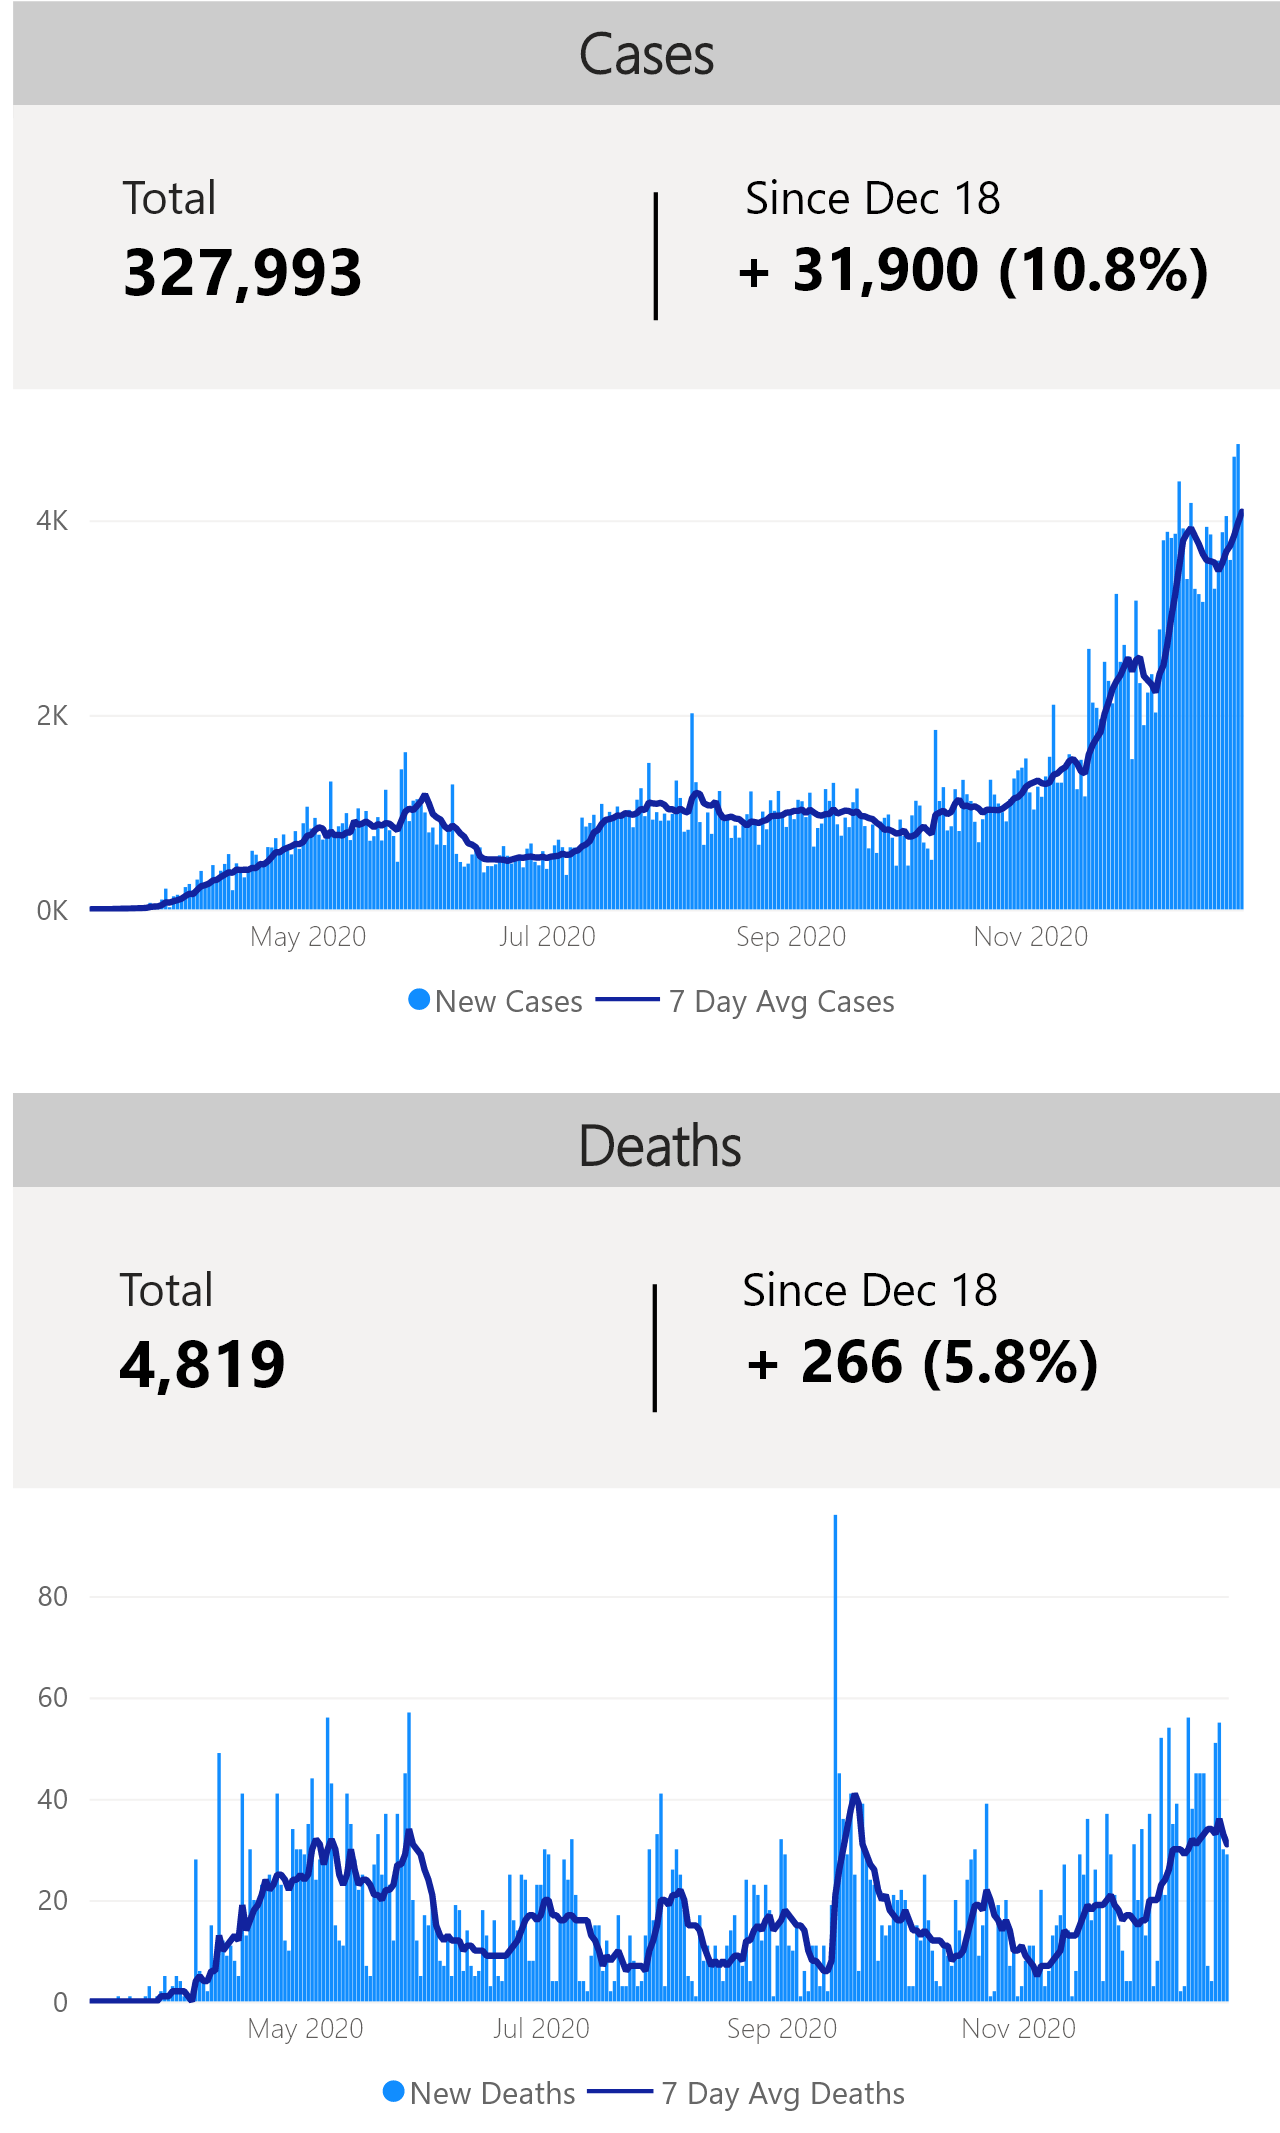 Cases
Total
Since Dec 18
327,993
+ 31,900 (10.8%)
4K
2K
0K
May 2020
Jul 2020
Sep 2020
Nov 2020
New Cases
7 Day Avg Cases
Deaths
Total
Since Dec 18
4,819
+ 266 (5.8%)
80
60
40
20
0
May 2020
Jul 2020
Sep 2020
Nov 2020
New Deaths
7 Day Avg Deaths